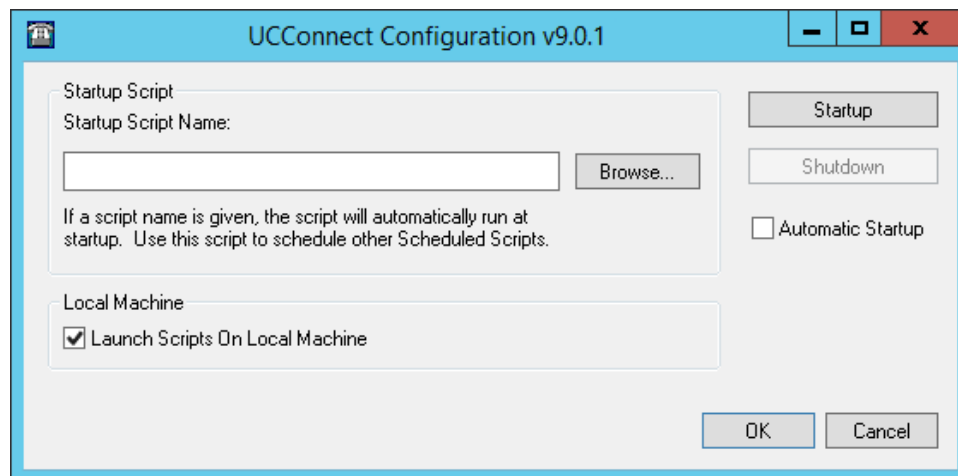 UCConnect Configuration v9.0.1
Startup Script
Startup Script Name:
Browse...
If a script name is given, the script will automatically run at
startup.  Use this script to schedule other Scheduled Scripts.
Startup
Shutdown
Automatic Startup
Local Machine
Launch Scripts On Local Machine
OK
Cancel